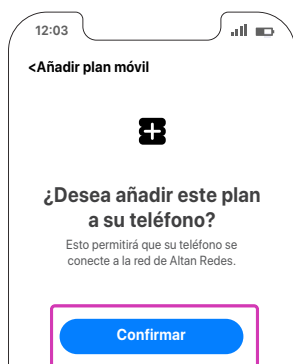 12:03
<Añadir plan móvil
¿Desea añadir este plan
a su teléfono?
Esto permitirá que su teléfono se
conecte a la red de Altan Redes.
Confirmar